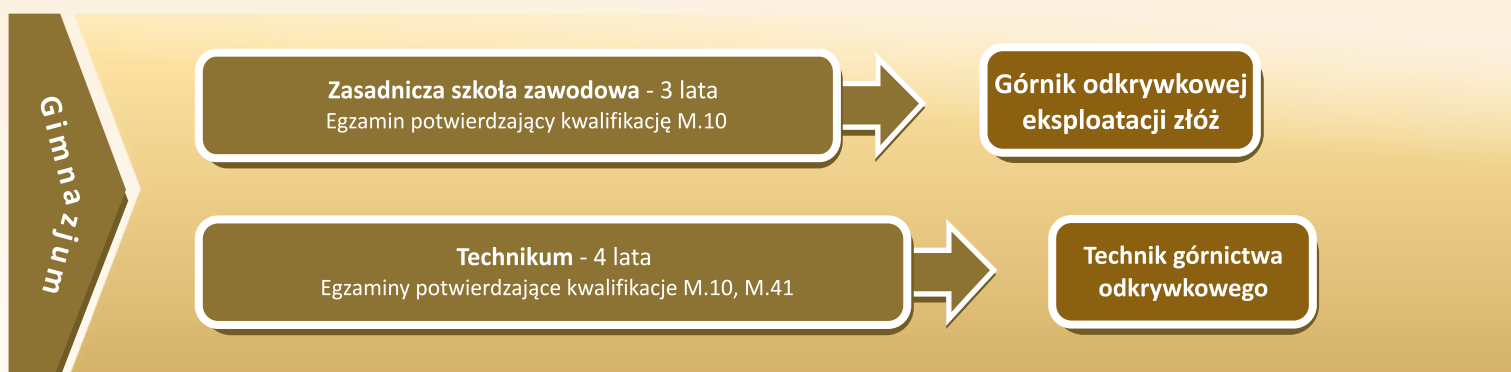 Gimnazjum
Zasadnicza szkoła zawodowa - 3 lata
Egzamin potwierdzający kwalifikację M.10
Górnik odkrywkowej
eksploatacji złóż
Technikum - 4 lata
Egzaminy potwierdzające kwalifikacje M.10, M.41
Technik górnictwa
odkrywkowego